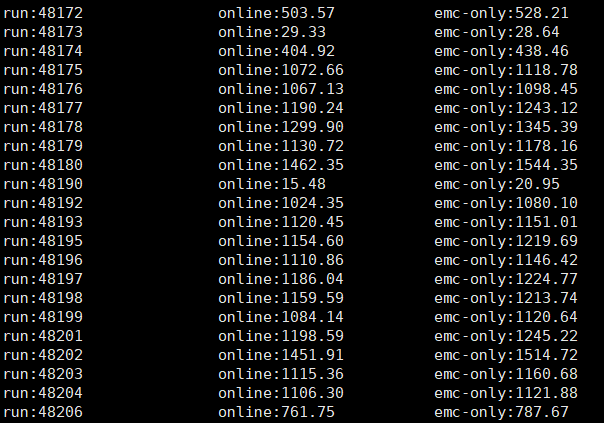 run:48172 online:503.57 emc-only:528.21
run:48173 online:29.33 emc-only:28.64
run:48174 online:404.92 emc-only:438.46
run:48175 online:1072.66 emc-only:1118.78
run:48176 online:1067.13 emc-only:1098.45
run:48177 online:1190.24 emc-only:1243.12
run:48178 online:1299.90 emc-only:1345.39
run:48179 online:1130.72 emc-only:1178.16
run:48180 online:1462.35 emc-only:1544.35
run:48190 online:15.48 emc-only:20.95
run:48192 online:1024.35 emc-only:1080.10
run:48193 online:1120.45 emc-only:1151.01
run:48195 online:1154.60 emc-only:1219.69
run:48196 online:1110.86 emc-only:1146.42
run:48197 online:1186.04 emc-only:1224.77
run:48198 online:1159.59 emc-only:1213.74
run:48199 online:1084.14 emc-only:1120.64
run:48201 online:1198.59 emc-only:1245.22
run:48202 online:1451.91 emc-only:1514.72
run:48203 online:1115.36 emc-only:1160.68
run:48204 online:1106.30 emc-only:1121.88
run:48206 online:761.75 emc-only:787.67